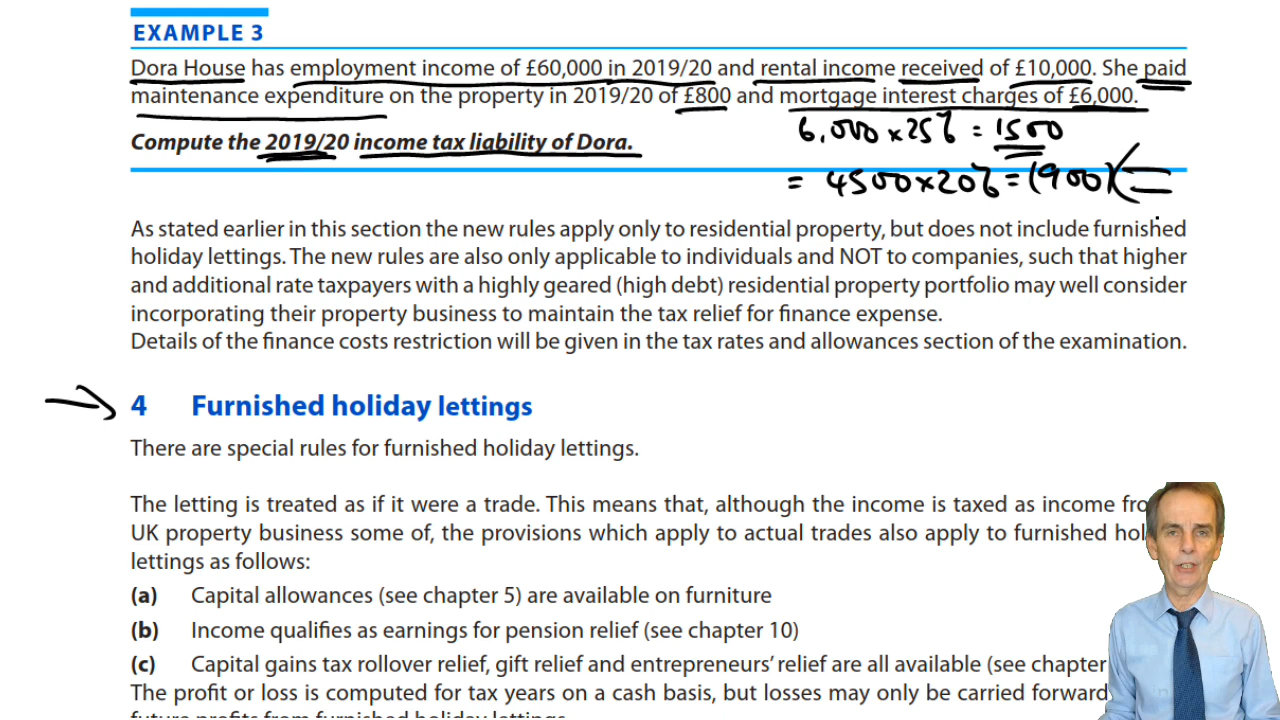 EXAMPLE 3
Dora House has employment income of £60,000 in 2019/20 and rental income received of £10,000. She paid
maintenance expenditure on the property in 2019/20 of £800 and mortgage interest charges of £6,000.
6,000 x 25% = 1500
Compute the 2019/20 income tax liability of Dora.
= 4500 x 20% = (900)
As stated earlier in this section the new rules apply only to residential property, but does not include furnished
holiday lettings. The new rules are also only applicable to individuals and NOT to companies, such that higher
and additional rate taxpayers with a highly geared (high debt) residential property portfolio may well consider
incorporating their property business to maintain the tax relief for finance expense.
Details of the finance costs restriction will be given in the tax rates and allowances section of the examination.
4 Furnished holiday lettings
There are special rules for furnished holiday lettings.
The letting is treated as if it were a trade. This means that, although the income is taxed as income
UK property business some of, the provisions which apply to actual trades also apply to furnished
lettings as follows:
(a) Capital allowances (see chapter 5) are available on furniture
(b) Income qualifies as earnings for pension relief (see chapter 10)
(c) Capital gains tax rollover relief, gift relief and entrepreneurs' relief are all available (see chapter
The profit or loss is computed for tax years on a cash basis, but losses may only be carried forward
future profits from furnished holiday lettings.